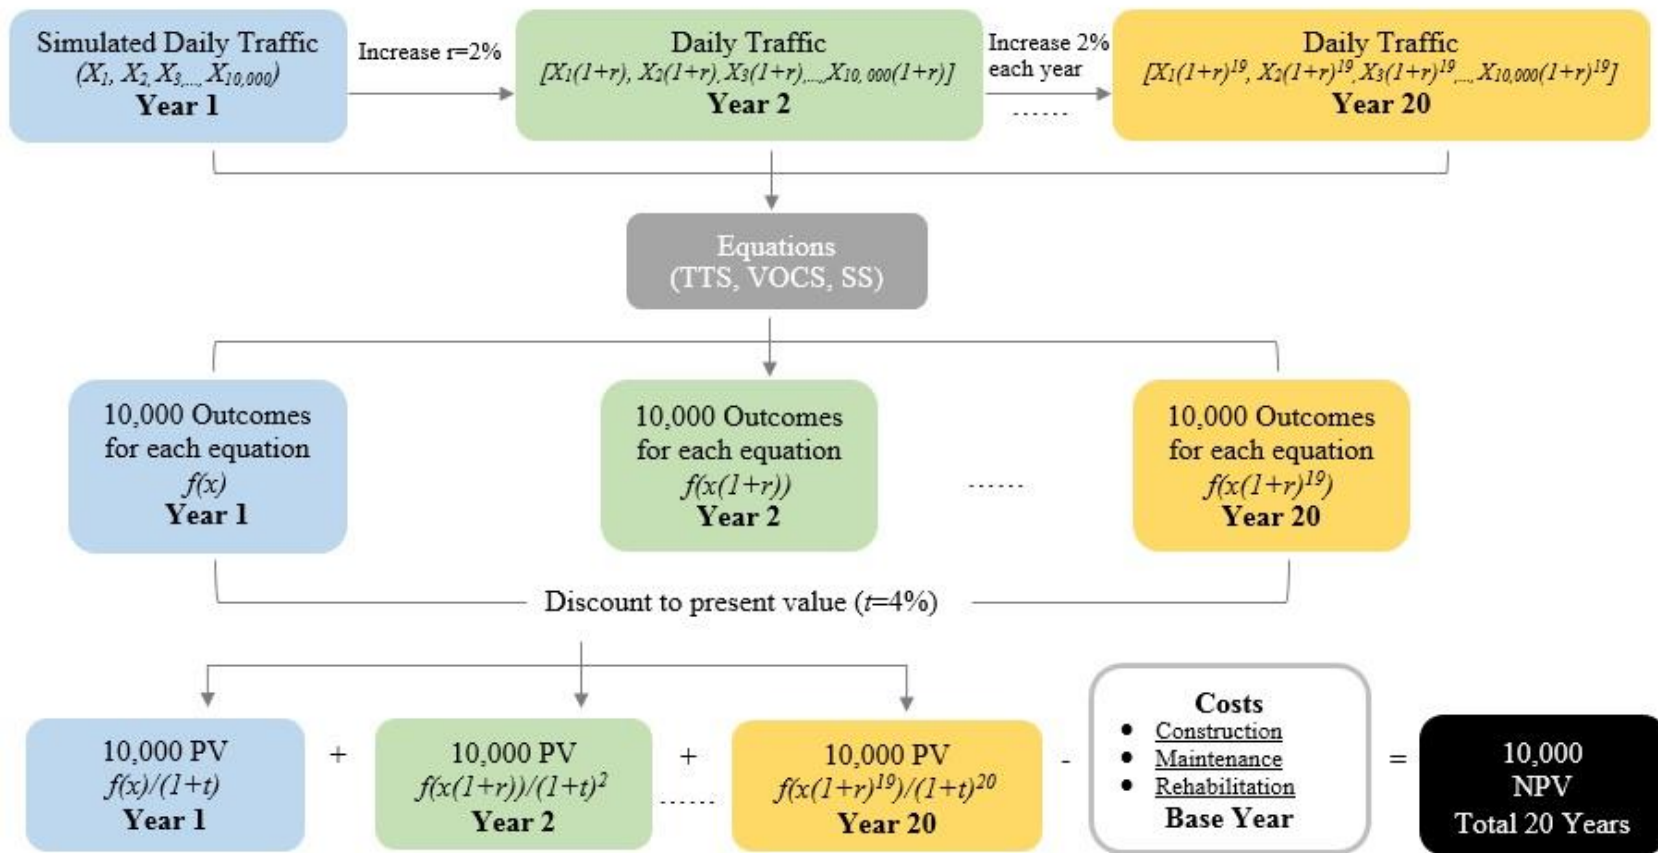 Simulated Daily Traffic
(X₁, X₂, X₃,..., X₁₀,₀₀₀)
Year 1
Increase r=2%
Daily Traffic
[X₁(1+r), X₂(1+r), X₃(1+r),...,X₁₀,₀₀₀(1+r)]
Year 2
Increase 2%
each year
......
Daily Traffic
[X₁(1+r)¹⁹, X₂(1+r)¹⁹, X₃(1+r)¹⁹,..., X₁₀,₀₀₀(1+r)¹⁹]
Year 20
Equations
(TTS, VOCS, SS)
10,000 Outcomes
for each equation
f(x)
Year 1
10,000 Outcomes
for each equation
f(x(1+r))
Year 2
......
10,000 Outcomes
for each equation
f(x(1+r)¹⁹)
Year 20
Discount to present value (t=4%)
10,000 PV
f(x)/(1+t)
Year 1
+
10,000 PV
f(x(1+r))/(1+t)²
Year 2
+
......
10,000 PV
f(x(1+r)¹⁹)/(1+t)²⁰
Year 20
-
Costs
• Construction
• Maintenance
• Rehabilitation
Base Year
=
10,000
NPV
Total 20 Years